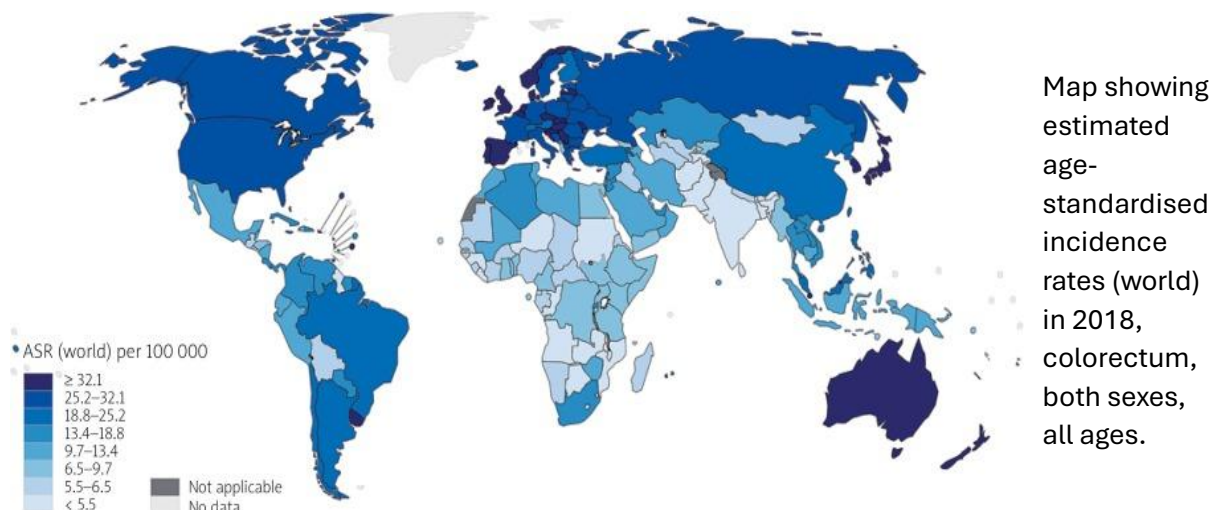 Map showing
estimated
age-
standardised
incidence
rates (world)
in 2018,
colorectum,
both sexes,
all ages.
ASR (world) per 100 000
≥ 32.1
25.2–32.1
18.8–25.2
13.4–18.8
9.7–13.4
6.5–9.7
5.5–6.5
< 5.5
Not applicable
No data